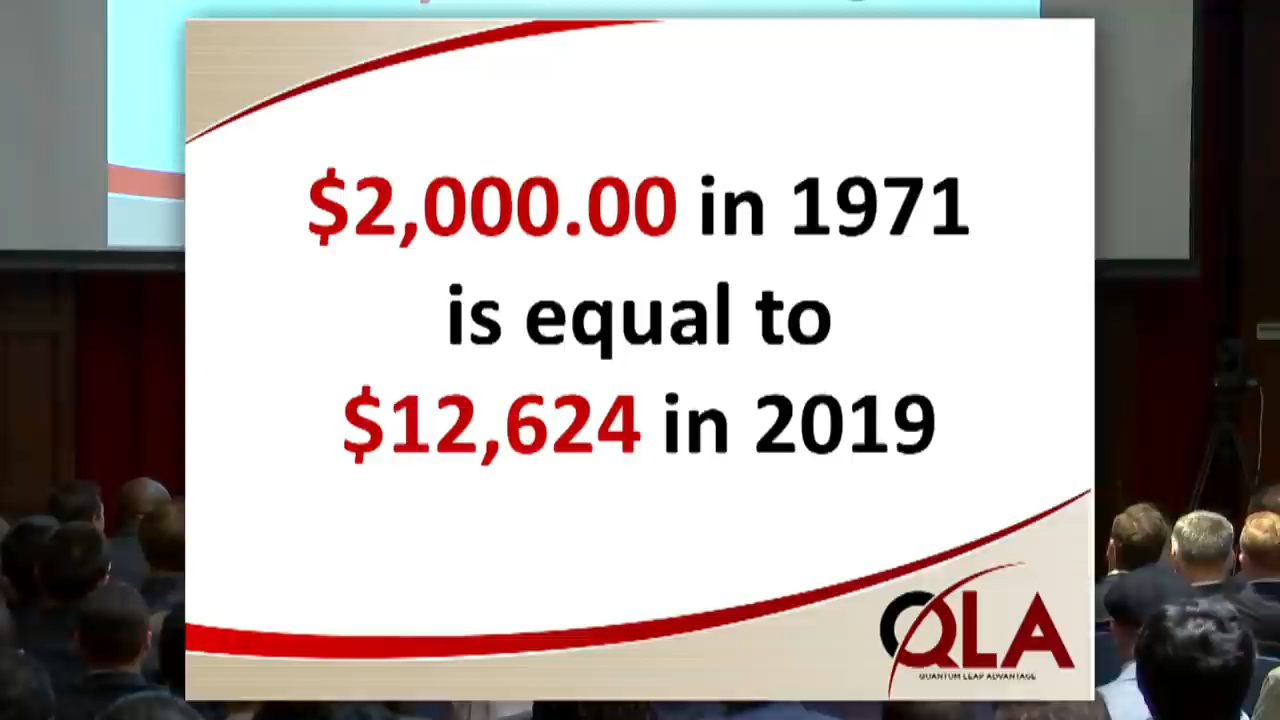 $2,000.00 in 1971
is equal to
$12,624 in 2019
QLA
QUANTUM LEAP ADVANTAGE